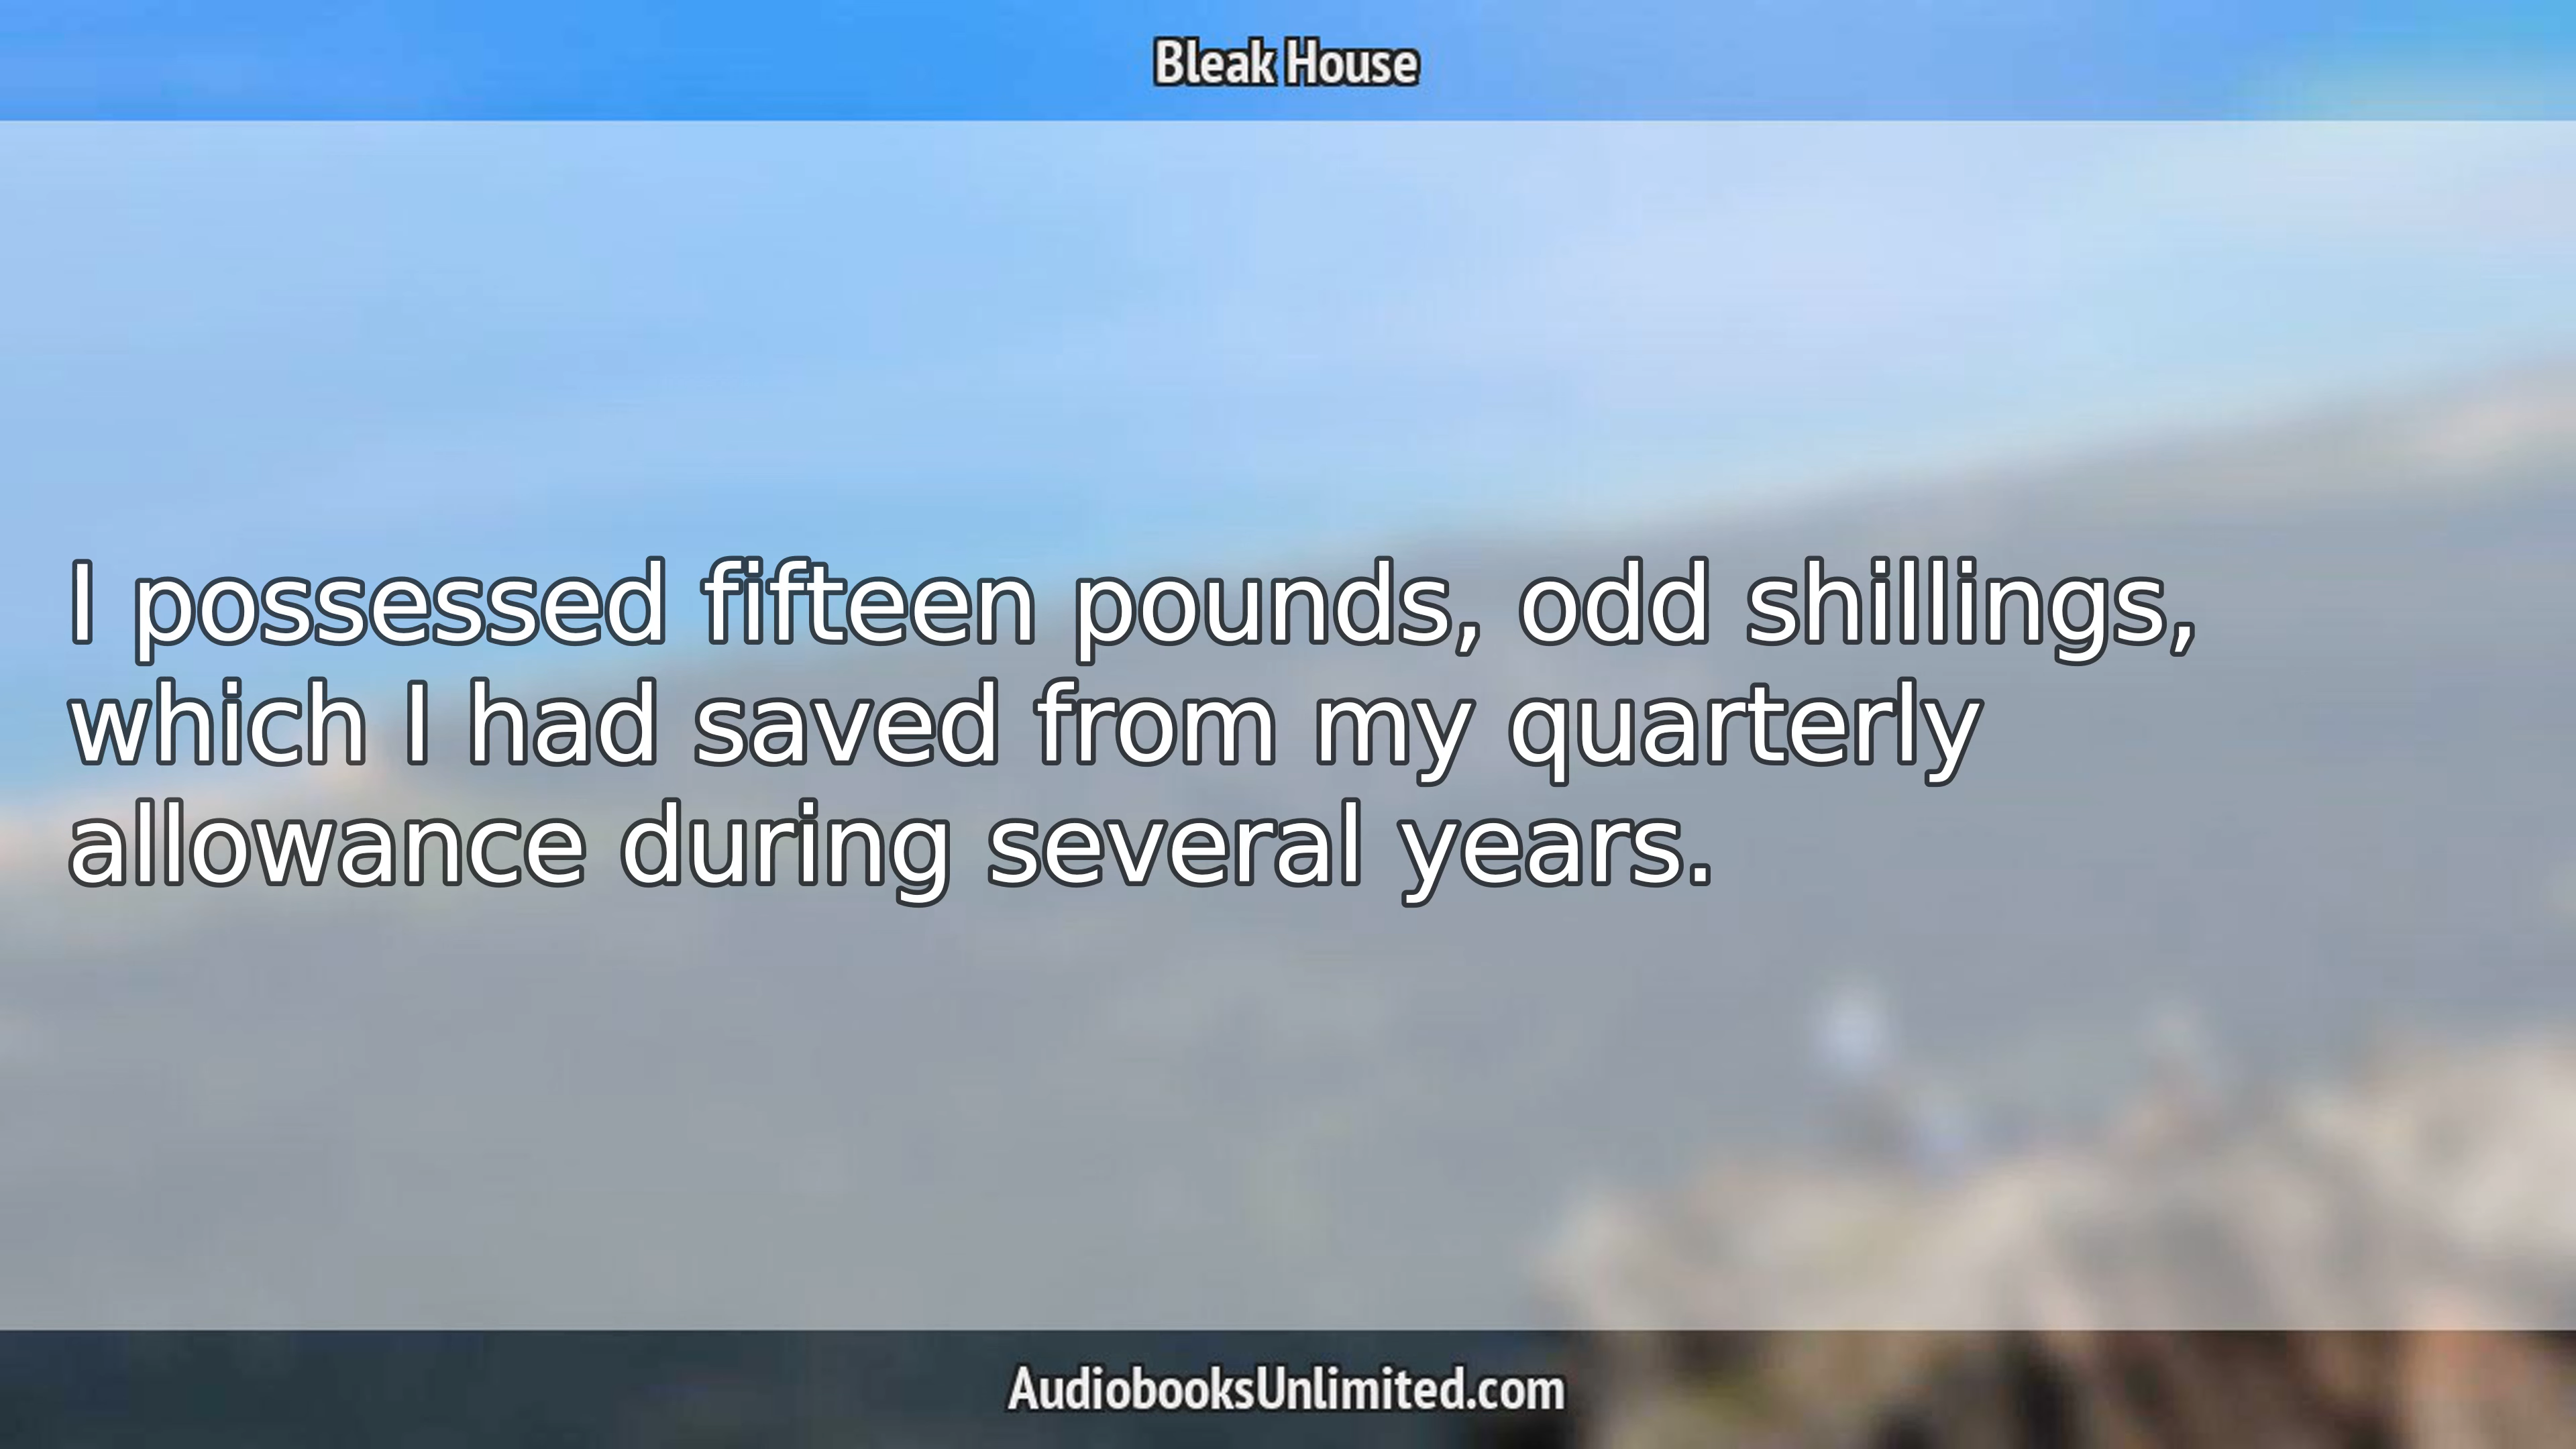 Bleak House
I possessed fifteen pounds, odd shillings,
which I had saved from my quarterly
allowance during several years.
AudiobooksUnlimited.com